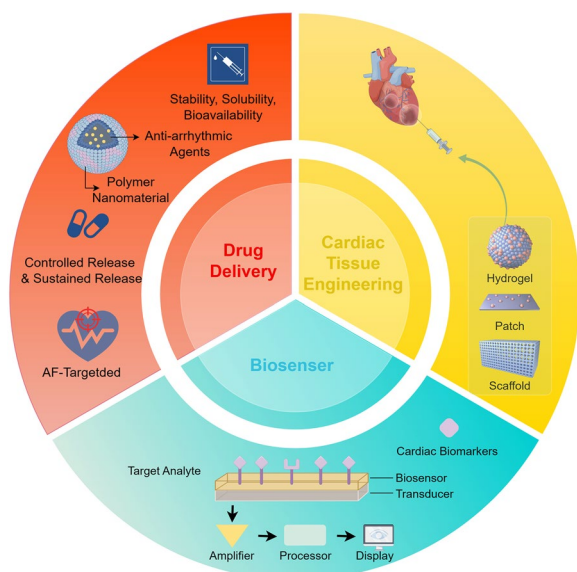 Stability, Solubility,
Bioavailability
Anti-arrhythmic
Agents
Polymer
Nanomaterial
Controlled Release
& Sustained Release
AF-Targetded
Drug
Delivery
Cardiac
Tissue
Engineering
Hydrogel
Patch
Scaffold
Biosenser
Cardiac Biomarkers
Target Analyte
Biosensor
Transducer
Amplifier
Processor
Display